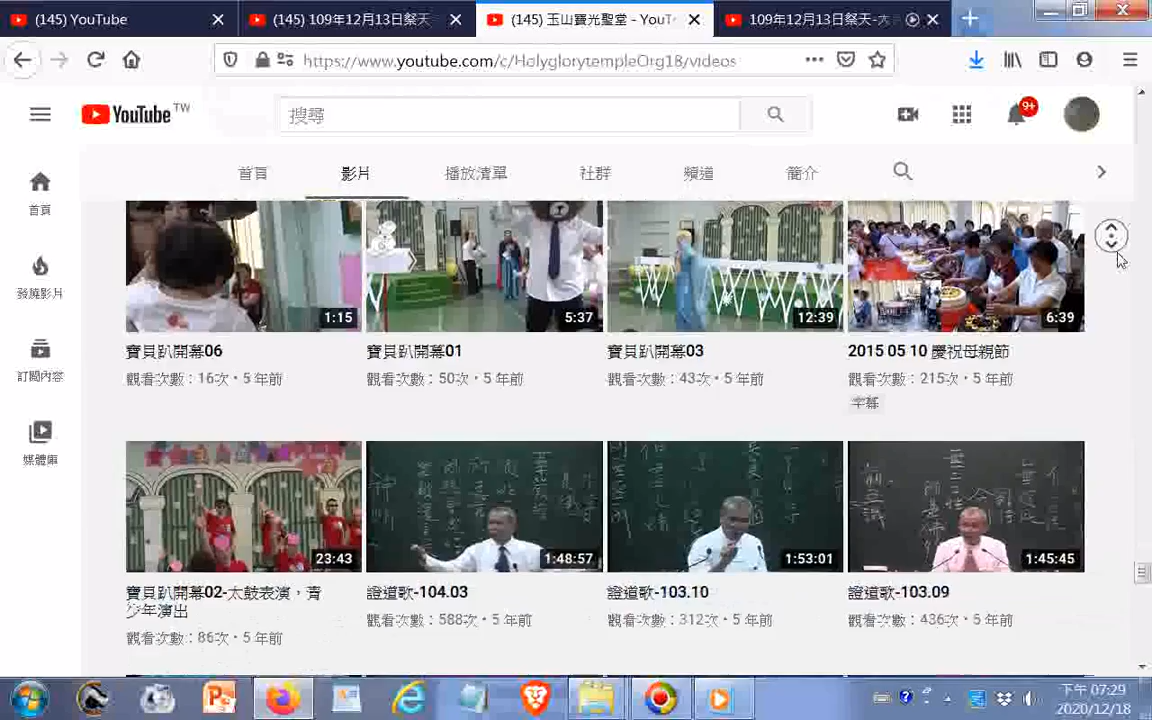 (145) YouTube
(145) 109年12月13日祭天
(145) 玉山寶光聖堂 - YouT
109年12月13日祭天-大
https://www.youtube.com/c/HolyglorytempleOrg18/videos
YouTube TW
搜尋
9+
首頁
影片
播放清單
社群
頻道
簡介
首頁
發燒影片
訂閱內容
媒體庫
1:15
5:37
12:39
6:39
寶貝趴開幕06
寶貝趴開幕01
寶貝趴開幕03
2015 05 10 慶祝母親節
觀看次數：16次・5 年前
觀看次數：50次・5 年前
觀看次數：43次・5 年前
觀看次數：215次・5 年前
字幕
23:43
1:48:57
1:53:01
1:45:45
寶貝趴開幕02-太鼓表演，青
少年演出
證道歌-104.03
證道歌-103.10
證道歌-103.09
觀看次數：86次・5 年前
觀看次數：588次・5 年前
觀看次數：312次・5 年前
觀看次數：436次・5 年前
下午 07:29
2020/12/18